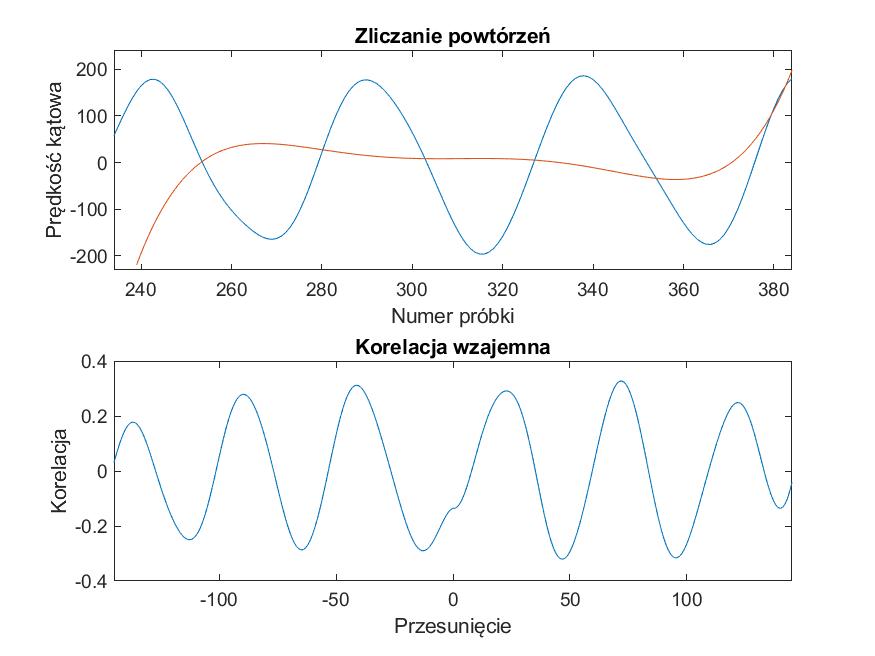 Zliczanie powtórzeń
200
100
0
-100
-200
Prędkość kątowa
240 260 280 300 320 340 360 380
Numer próbki
Korelacja wzajemna
0.4
0.2
0
-0.2
-0.4
Korelacja
-100 -50 0 50 100
Przesunięcie